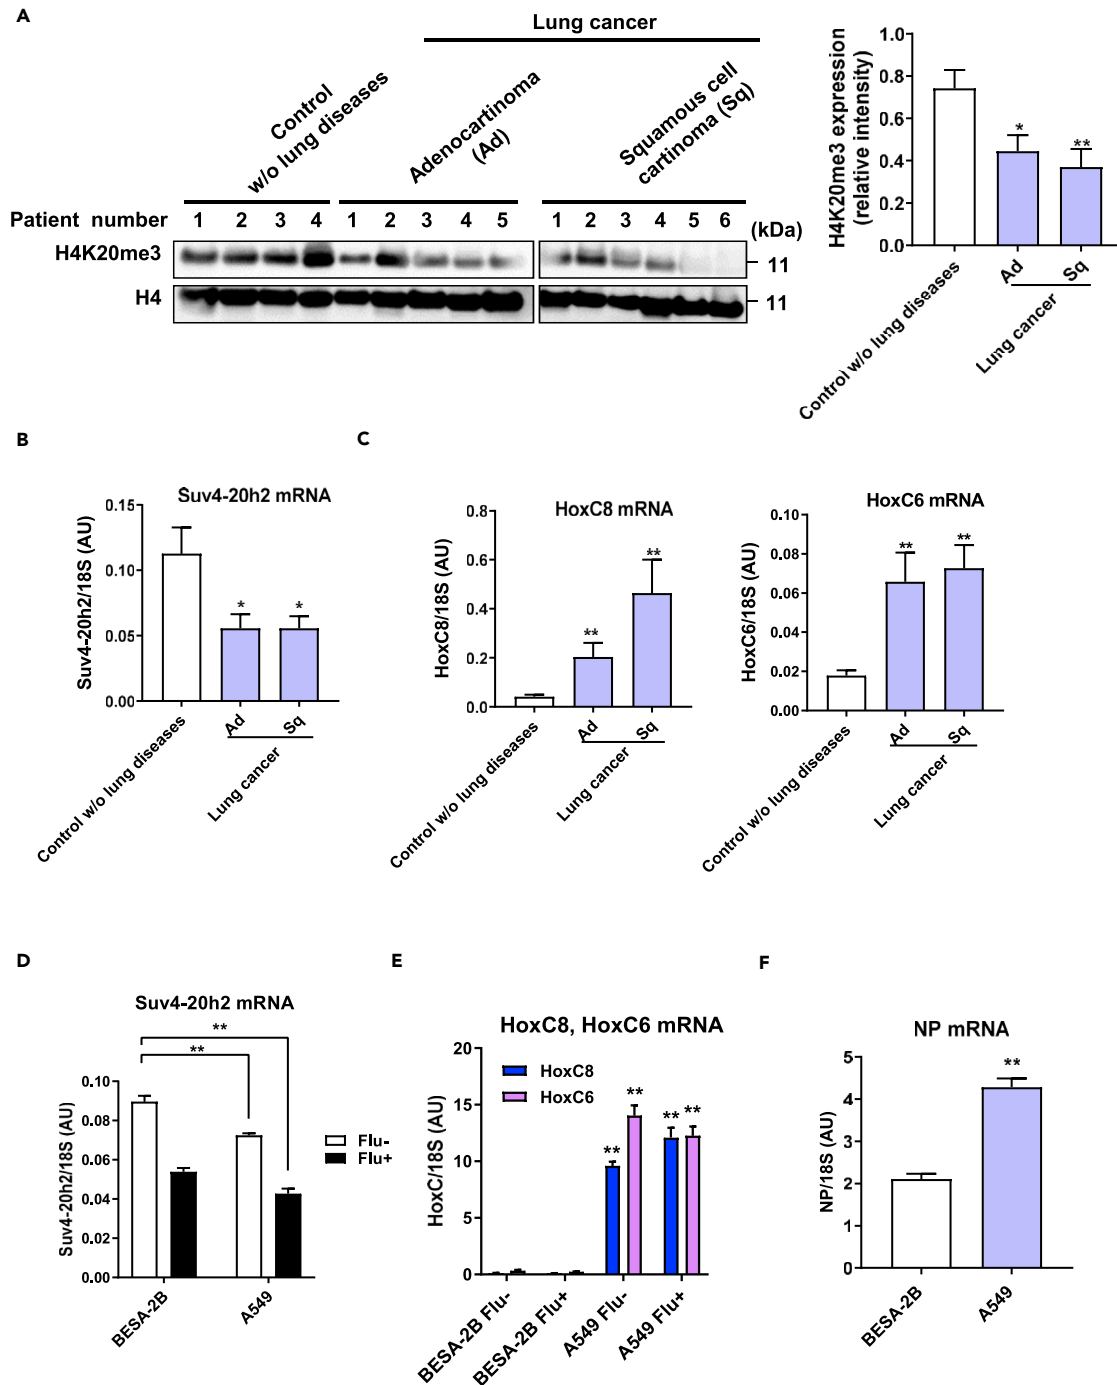 A
Lung cancer
Control
w/o lung diseases
Adenocartinoma
(Ad)
Squamous cell
cartinoma (Sq)
Patient number
1 2 3 4 1 2 3 4 5 1 2 3 4 5 6 (kDa)
H4K20me3
11
H4
11
H4K20me3 expression
(relative intensity)
1.0
0.8
0.6
0.4
0.2
0.0
* **
Control w/o lung diseases
Ad
Sq
Lung cancer
B
Suv4-20h2 mRNA
Suv4-20h2/18S (AU)
0.15
0.10
0.05
0.00
* *
Control w/o lung diseases
Ad
Sq
Lung cancer
C
HoxC8 mRNA
HoxC8/18S (AU)
0.8
0.6
0.4
0.2
0.0
** **
Control w/o lung diseases
Ad
Sq
Lung cancer
HoxC6 mRNA
HoxC6/18S (AU)
0.10
0.08
0.06
0.04
0.02
0.00
** **
Control w/o lung diseases
Ad
Sq
Lung cancer
D
Suv4-20h2 mRNA
**
**
Suv4-20h2/18S (AU)
0.10
0.08
0.06
0.04
0.02
0.00
Flu-
Flu+
BESA-2B
A549
E
HoxC8, HoxC6 mRNA
HoxC/18S (AU)
20
15
10
5
0
HoxC8
HoxC6
** ** ** **
BESA-2B Flu-
BESA-2B Flu+
A549 Flu-
A549 Flu+
F
NP mRNA
NP/18S (AU)
5
4
3
2
1
0
**
BESA-2B
A549